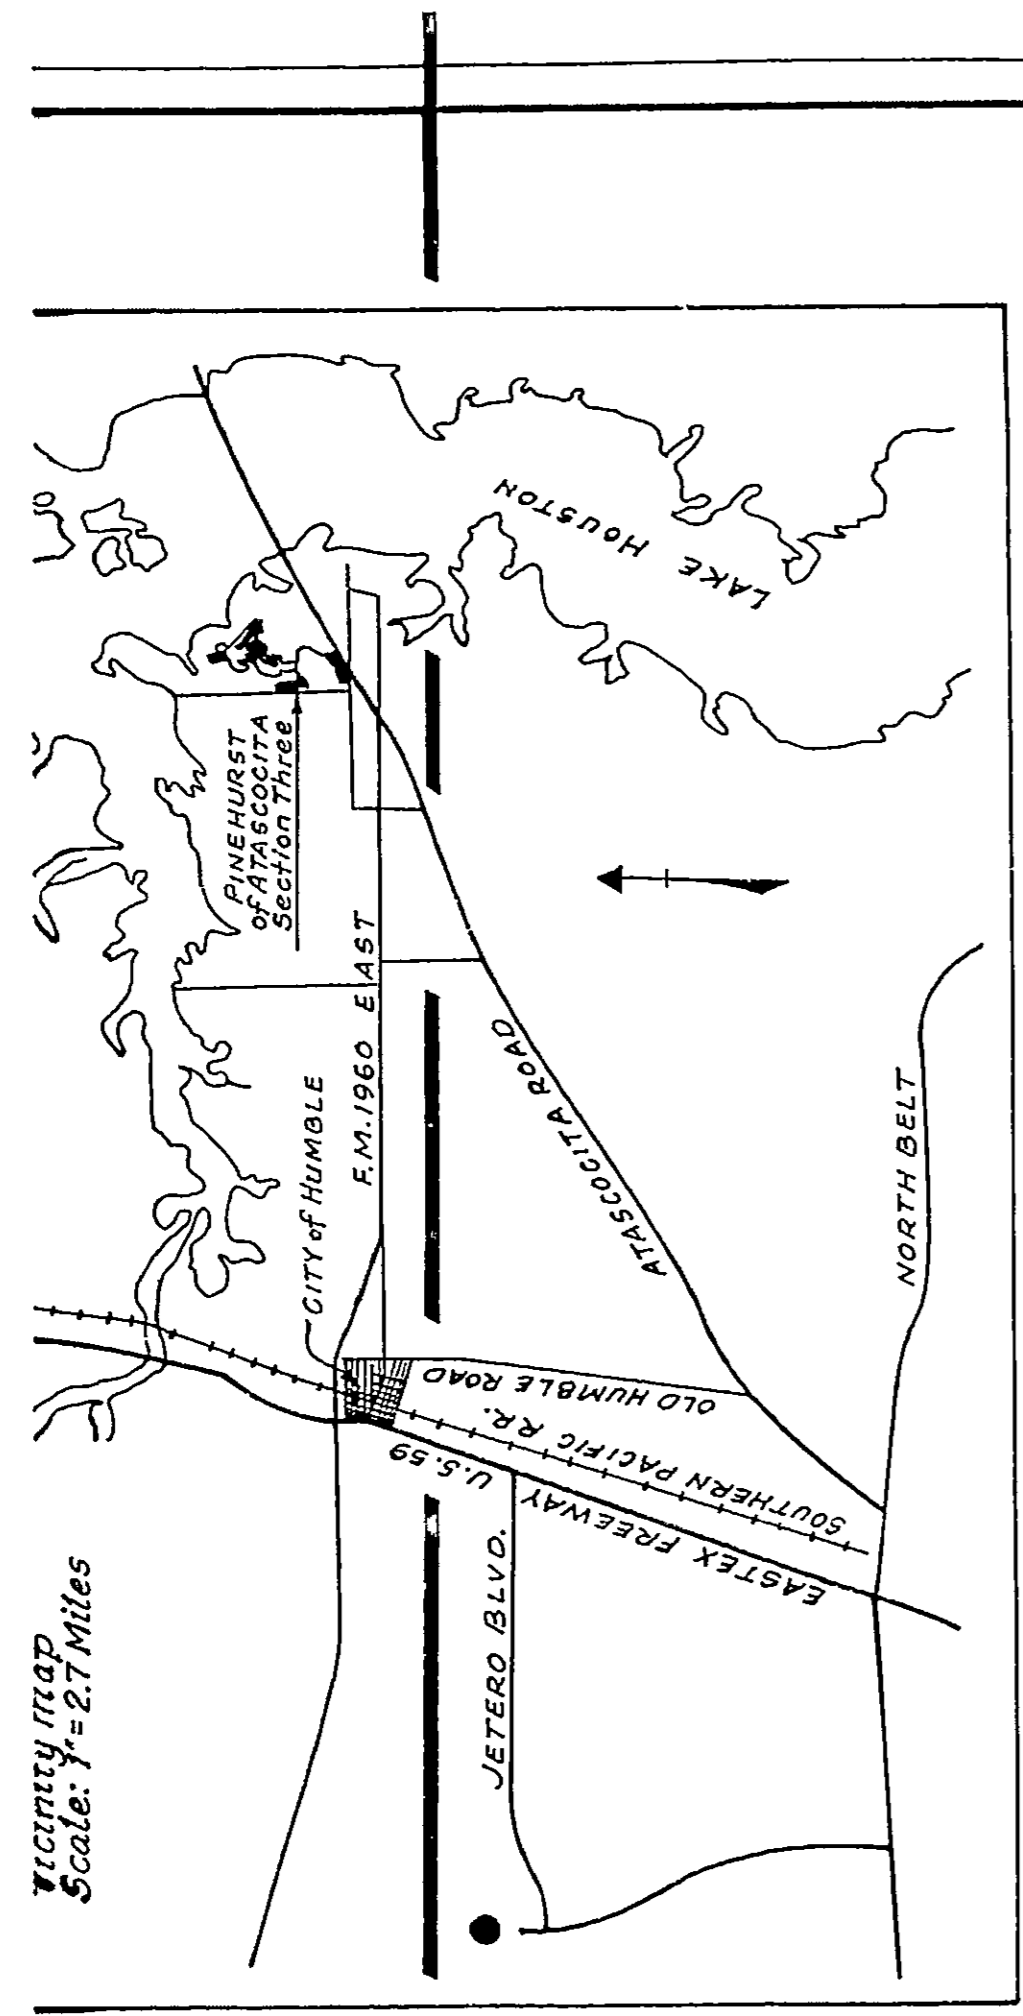 Vicinity map
Scale: 1"=2.7 Miles
PINEHURST
of ATASCOCITA
Section Three
LAKE HOUSTON
CITY of HUMBLE
F.M.1960 EAST
ATASCOCITA ROAD
OLD HUMBLE ROAD
SOUTHERN PACIFIC RR.
U.S.59
EASTEX FREEWAY
JETERO BLVD.
NORTH BELT